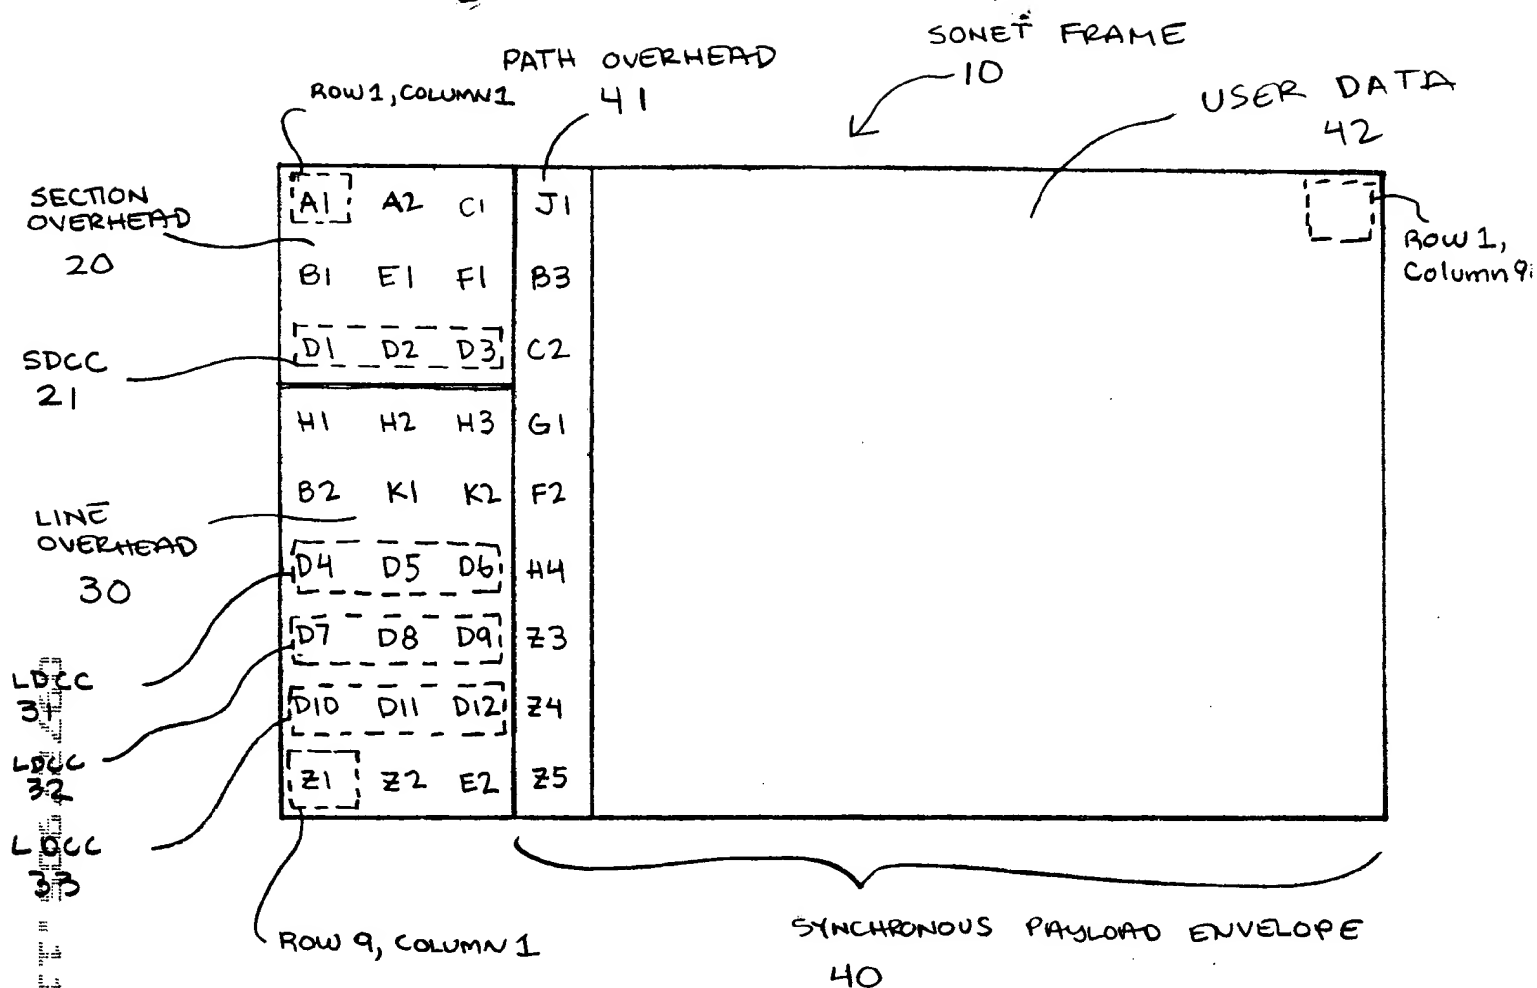 SONET FRAME
10
PATH OVERHEAD
41
ROW 1, COLUMN 1
USER DATA
42
SECTION
OVERHEAD
20
A1 A2 C1 J1
ROW 1,
Column
B1 E1 F1 B3
SDCC
21
D1 D2 D3 C2
H1 H2 H3 G1
B2 K1 K2 F2
LINE
OVERHEAD
30
D4 D5 D6 H4
D7 D8 D9 Z3
LDCC
31
D10 D11 D12 Z4
LDCC
32
Z1 Z2 E2 Z5
LDCC
33
ROW 9, COLUMN 1
SYNCHRONOUS PAYLOAD ENVELOPE
40